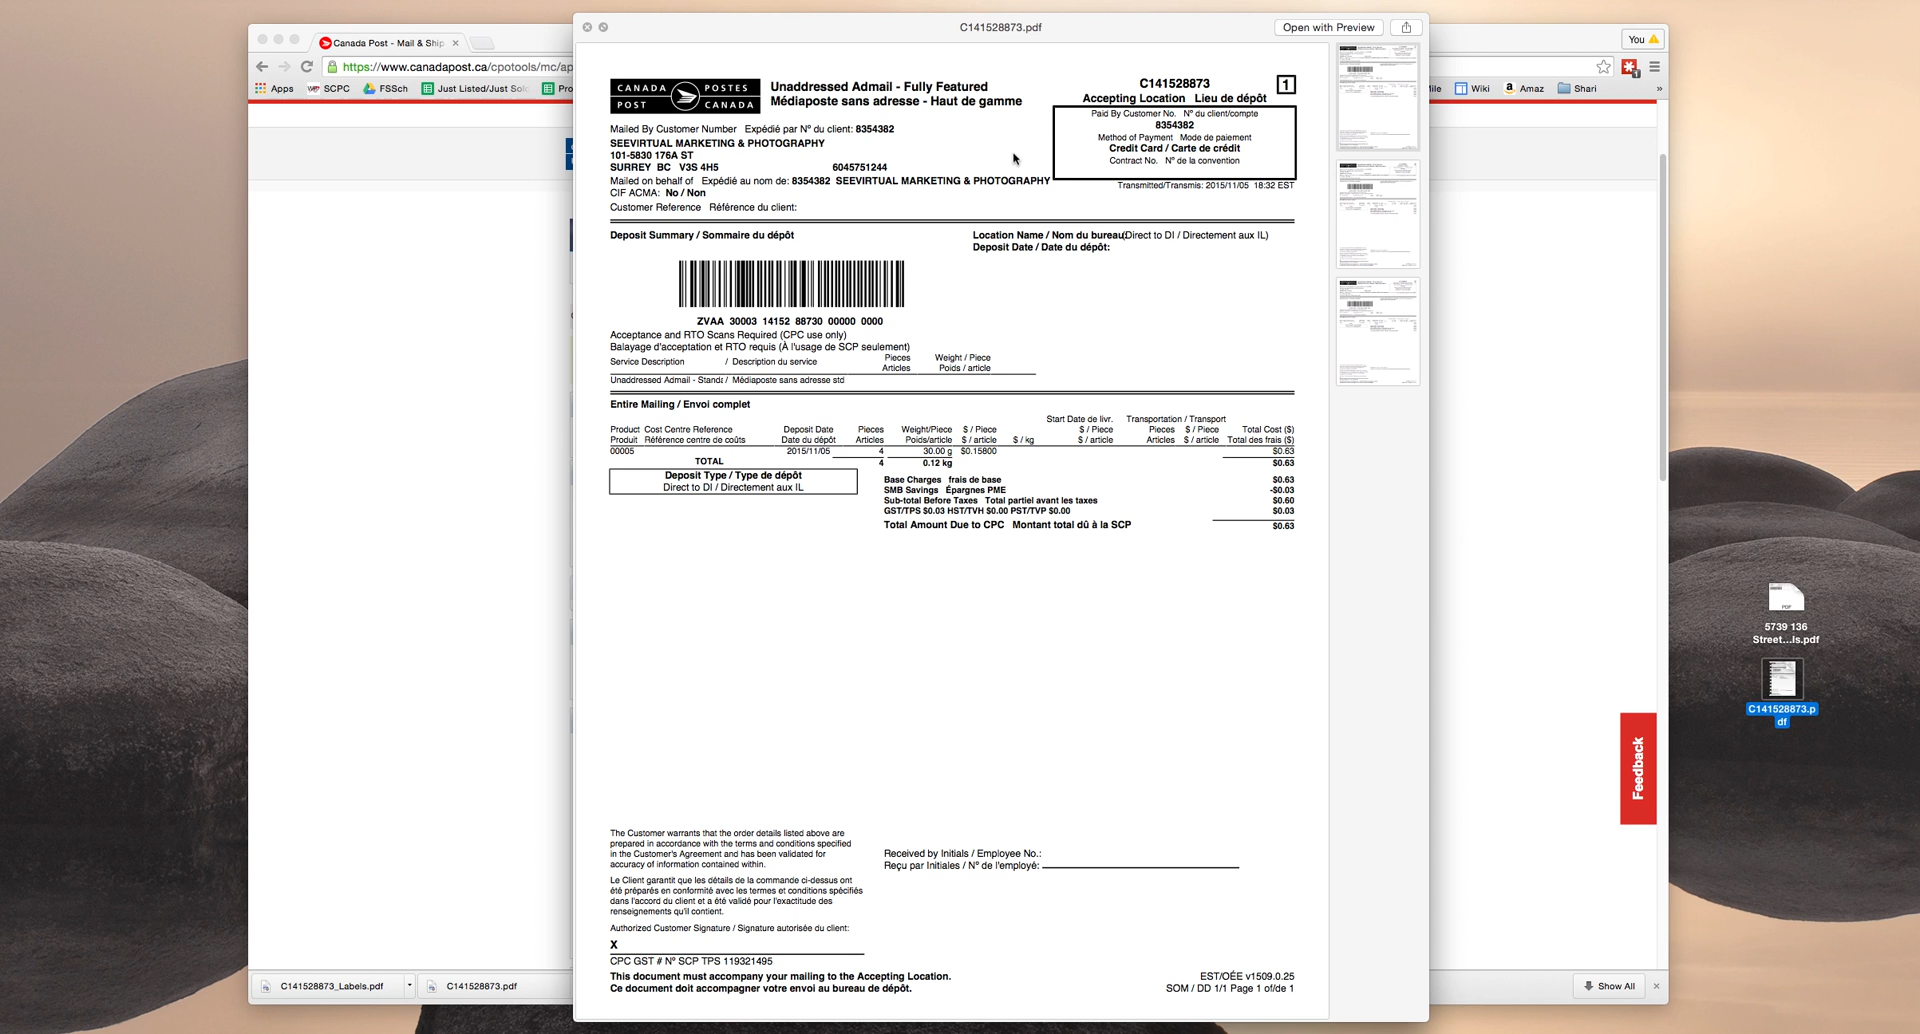 Canada Post - Mail & Ship
C141528873.pdf
Open with Preview
You
https://www.canadapost.ca/cpotools/mc/ap
Apps
SCPC
FSSch
Just Listed/Just Solc
Pro
Wiki
Amaz
Shari
»
CANADA POSTES
POST CANADA
Unaddressed Admail - Fully Featured
Médiaposte sans adresse - Haut de gamme
C141528873
1
Accepting Location Lieu de dépôt
Paid By Customer No. Nº du client/compte
8354382
Method of Payment Mode de paiement
Credit Card / Carte de crédit
Contract No. Nº de la convention
Transmitted/Transmis: 2015/11/05 18:32 EST
Mailed By Customer Number Expédié par Nº du client: 8354382
SEEVIRTUAL MARKETING & PHOTOGRAPHY
101-5830 176A ST
SURREY BC V3S 4H5 6045751244
Mailed on behalf of Expédié au nom de: 8354382 SEEVIRTUAL MARKETING & PHOTOGRAPHY
CIF ACMA: No / Non
Customer Reference Référence du client:
Deposit Summary / Sommaire du dépôt
Location Name / Nom du bureau(Direct to DI / Directement aux IL)
Deposit Date / Date du dépôt:
ZVAA 30003 14152 88730 00000 0000
Acceptance and RTO Scans Required (CPC use only)
Balayage d'acceptation et RTO requis (À l'usage de SCP seulement)
Service Description / Description du service Pieces Weight / Piece
Articles Poids / article
Unaddressed Admail - Standa / Médiaposte sans adresse std
Entire Mailing / Envoi complet
Start Date de livr. Transportation / Transport
Product Cost Centre Reference Deposit Date Pieces Weight/Piece $ / Piece $ / Piece Pieces $ / Piece Total Cost ($)
Produit Référence centre de coûts Date du dépôt Articles Poids/article $ / article $ / kg $ / article Articles $ / article Total des frais ($)
00005 2015/11/05 4 30.00 g $0.15800 $0.63
TOTAL 4 0.12 kg $0.63
Deposit Type / Type de dépôt
Direct to DI / Directement aux IL
Base Charges frais de base $0.63
SMB Savings Épargnes PME -$0.03
Sub-total Before Taxes Total partiel avant les taxes $0.60
GST/TPS $0.03 HST/TVH $0.00 PST/TVP $0.00 $0.03
Total Amount Due to CPC Montant total dû à la SCP $0.63
The Customer warrants that the order details listed above are
prepared in accordance with the terms and conditions specified
in the Customer's Agreement and has been validated for
accuracy of information contained within.
Le Client garantit que les détails de la commande ci-dessus ont
été préparés en conformité avec les termes et conditions spécifiés
dans l'accord du client et a été validé pour l'exactitude des
renseignements qu'il contient.
Received by Initials / Employee No.:
Reçu par Initiales / Nº de l'employé:
Authorized Customer Signature / Signature autorisée du client:
X
CPC GST # Nº SCP TPS 119321495
This document must accompany your mailing to the Accepting Location.
Ce document doit accompagner votre envoi au bureau de dépôt.
EST/OÉE v1509.0.25
SOM / DD 1/1 Page 1 of/de 1
5739 136
Street...ls.pdf
C141528873.p
df
Feedback
C141528873_Labels.pdf
C141528873.pdf
Show All